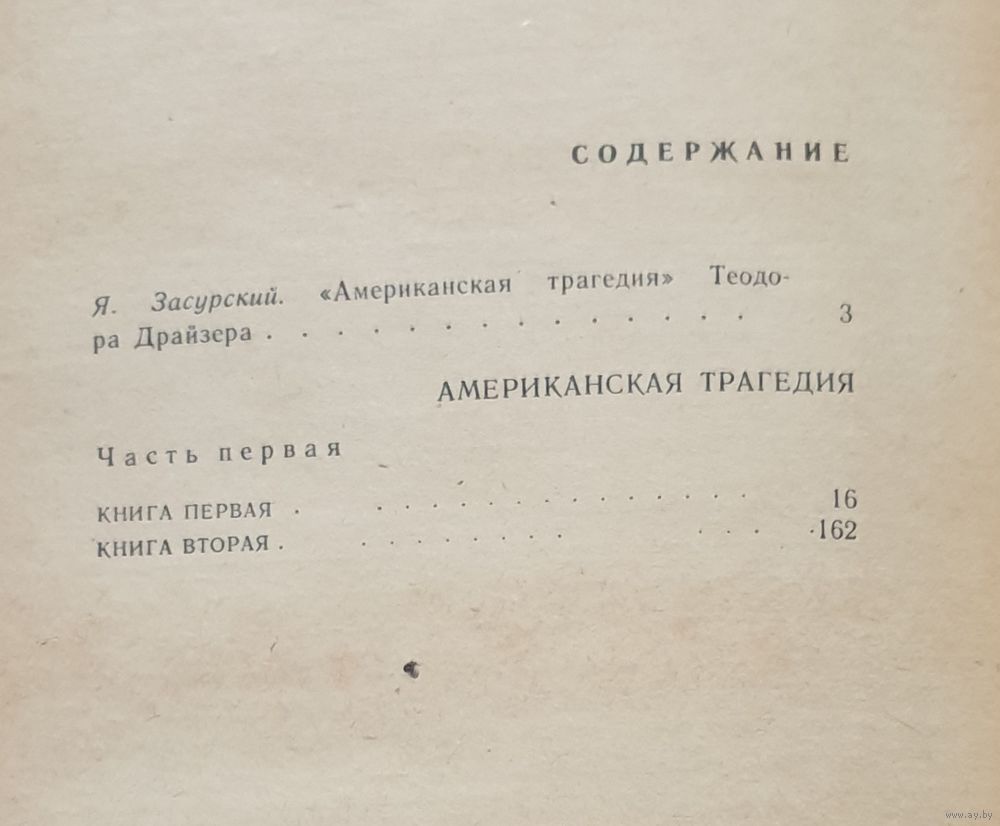 СОДЕРЖАНИЕ
Я. Засурский. «Американская трагедия» Теодо-
ра Драйзера . . . . . . . . . . . . . . 3
АМЕРИКАНСКАЯ ТРАГЕДИЯ
Часть первая
КНИГА ПЕРВАЯ . . . . . . . . . . . . . . . 16
КНИГА ВТОРАЯ . . . . . . . . . . . . . 162
www.ay.by